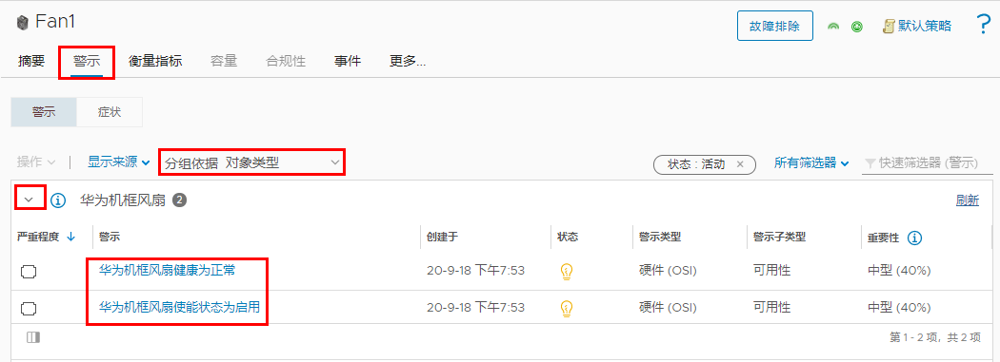 Fan1
故障排除
默认策略
?
摘要 警示 衡量指标 容量 合规性 事件 更多...
警示 症状
操作 显示来源 分组依据 对象类型 状态 : 活动 × 所有筛选器 快速筛选器 (警示)
华为机框风扇 2 刷新
严重程度 警示 创建于 状态 警示类型 警示子类型 重要性
华为机框风扇健康为正常 20-9-18 下午7:53 硬件 (OSI) 可用性 中型 (40%)
华为机框风扇使能状态为启用 20-9-18 下午7:53 硬件 (OSI) 可用性 中型 (40%)
第 1 - 2 项, 共 2 项